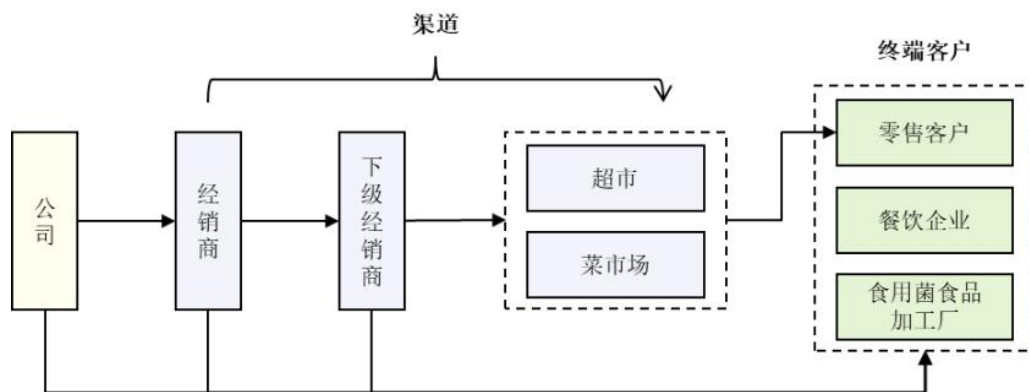 渠道
终端客户
公司
经销商
下级经销商
超市
菜市场
零售客户
餐饮企业
食用菌食品
加工厂